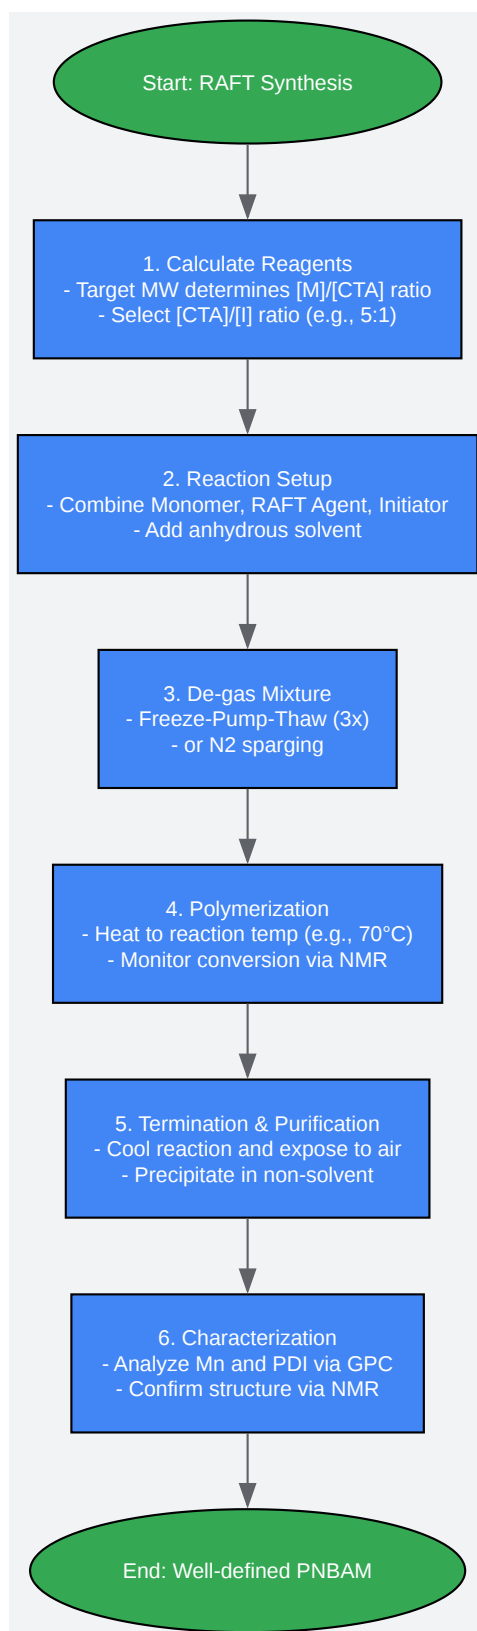 Start: RAFT Synthesis
1. Calculate Reagents
- Target MW determines [M]/[CTA] ratio
- Select [CTA]/[I] ratio (e.g., 5:1)
2. Reaction Setup
- Combine Monomer, RAFT Agent, Initiator
- Add anhydrous solvent
3. De-gas Mixture
- Freeze-Pump-Thaw (3x)
- or N2 sparging
4. Polymerization
- Heat to reaction temp (e.g., 70°C)
- Monitor conversion via NMR
5. Termination & Purification
- Cool reaction and expose to air
- Precipitate in non-solvent
6. Characterization
- Analyze Mn and PDI via GPC
- Confirm structure via NMR
End: Well-defined PNBAM